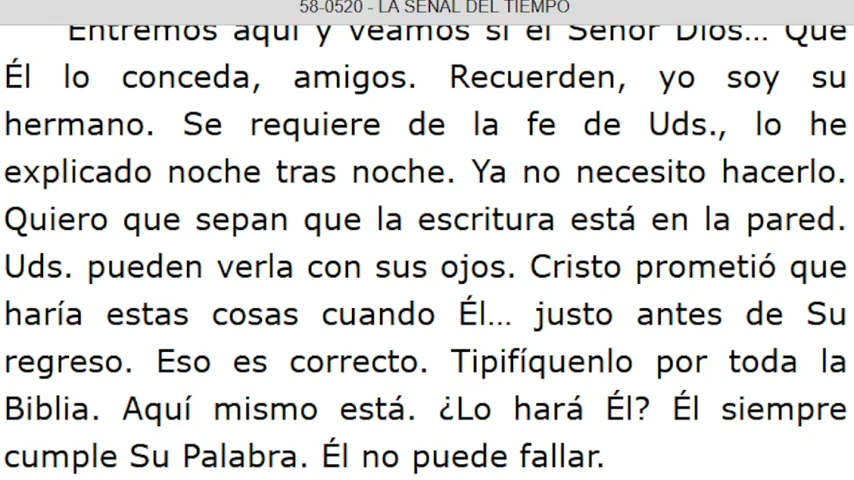 58-0520 - LA SEÑAL DEL TIEMPO
Entremos aquí y veamos si el Señor Dios... Que
Él lo conceda, amigos. Recuerden, yo soy su
hermano. Se requiere de la fe de Uds., lo he
explicado noche tras noche. Ya no necesito hacerlo.
Quiero que sepan que la escritura está en la pared.
Uds. pueden verla con sus ojos. Cristo prometió que
haría estas cosas cuando Él... justo antes de Su
regreso. Eso es correcto. Tipifíquenlo por toda la
Biblia. Aquí mismo está. ¿Lo hará Él? Él siempre
cumple Su Palabra. Él no puede fallar.